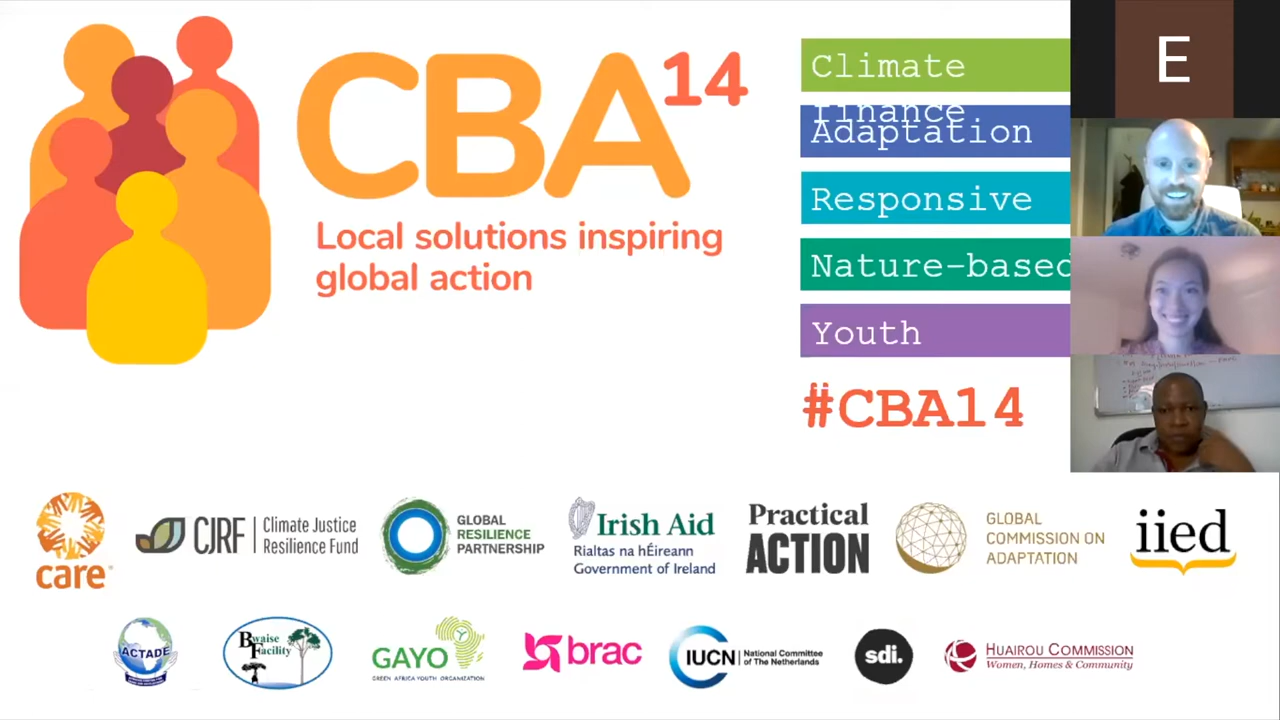 CBA14
Local solutions inspiring
global action
Climate
finance
Adaptation
Responsive
Nature-based
Youth
#CBA14
E
care
CJRF
Climate Justice
Resilience Fund
GLOBAL
RESILIENCE
PARTNERSHIP
Irish Aid
Rialtas na hÉireann
Government of Ireland
Practical
ACTION
GLOBAL
COMMISSION ON
ADAPTATION
iied
ACTADE
Bwaise
Facility
GAYO
GREEN AFRICA YOUTH ORGANIZATION
brac
IUCN
National Committee
of The Netherlands
sdi.
HUAIROU COMMISSION
Women, Homes & Community